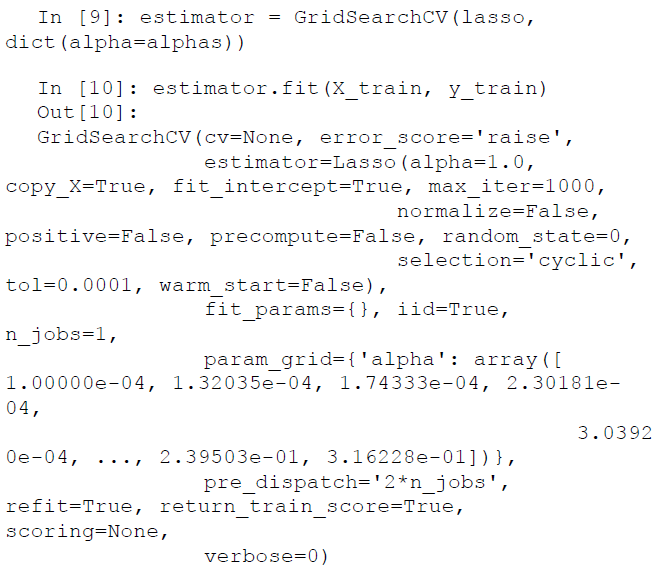 In [9]: estimator = GridSearchCV(lasso,
dict(alpha=alphas))
In [10]: estimator.fit(X_train, y_train)
Out[10]:
GridSearchCV(cv=None, error_score='raise',
estimator=Lasso(alpha=1.0,
copy_X=True, fit_intercept=True, max_iter=1000,
normalize=False,
positive=False, precompute=False, random_state=0,
selection='cyclic',
tol=0.0001, warm_start=False),
fit_params={}, iid=True,
n_jobs=1,
param_grid={'alpha': array([
1.00000e-04, 1.32035e-04, 1.74333e-04, 2.30181e-
04,
3.0392
0e-04, ..., 2.39503e-01, 3.16228e-01])},
pre_dispatch='2*n_jobs',
refit=True, return_train_score=True,
scoring=None,
verbose=0)